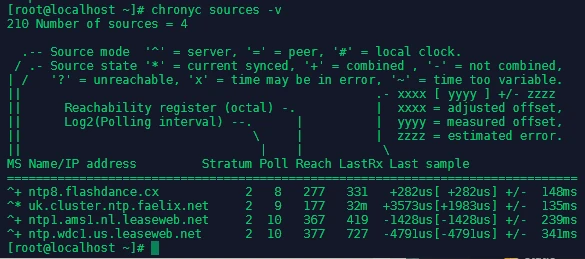 [root@localhost ~]# chronyc sources -v
210 Number of sources = 4

  .-- Source mode  '^' = server, '=' = peer, '#' = local clock.
 / .- Source state '*' = current synced, '+' = combined , '-' = not combined,
| /   '?' = unreachable, 'x' = time may be in error, '~' = time too variable.
||                                                 .- xxxx [ yyyy ] +/- zzzz
||      Reachability register (octal) -.           |  xxxx = adjusted offset,
||      Log2(Polling interval) --.      |          |  yyyy = measured offset,
||                                \     |          |  zzzz = estimated error.
||                                 |    |           \
MS Name/IP address         Stratum Poll Reach LastRx Last sample
===============================================================================
^+ ntp8.flashdance.cx            2   8   277   331   +282us[ +282us] +/-  148ms
^* uk.cluster.ntp.faelix.net     2   9   177   32m  +3573us[+1983us] +/-  135ms
^+ ntp1.ams1.nl.leaseweb.net     2  10   367   419  -1428us[-1428us] +/-  239ms
^+ ntp.wdc1.us.leaseweb.net      2  10   377   727  -4791us[-4791us] +/-  341ms
[root@localhost ~]#